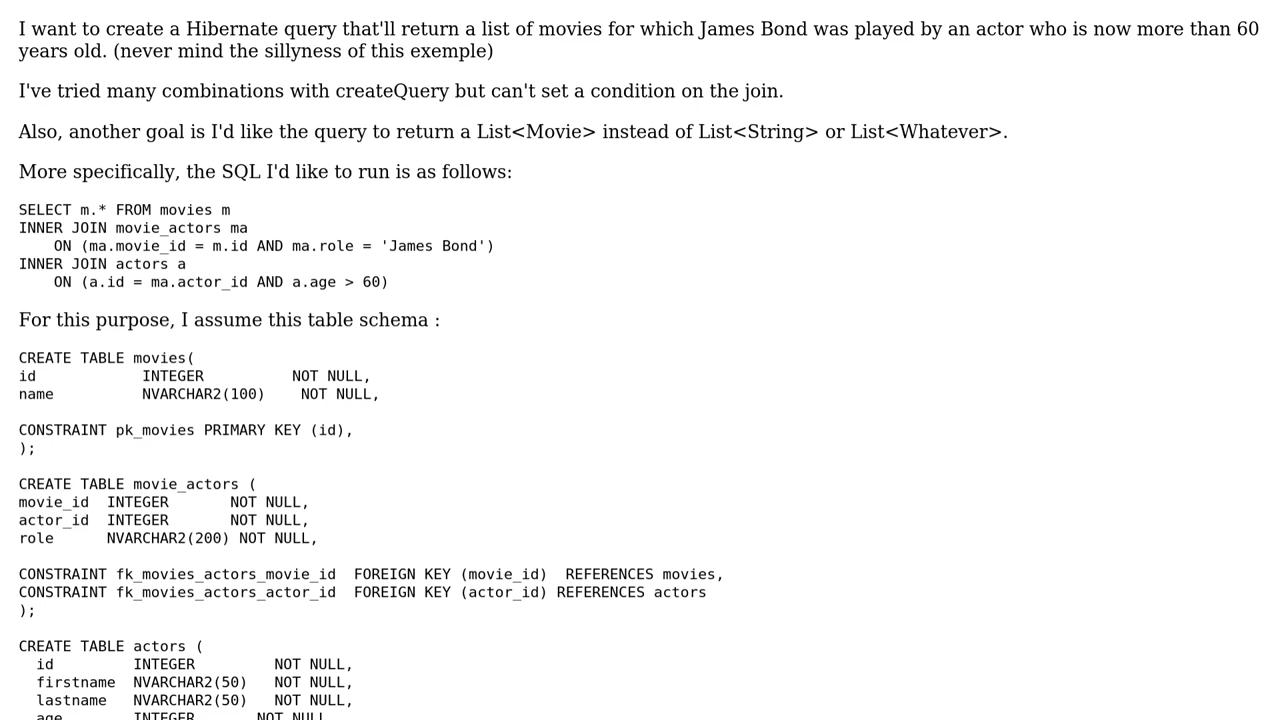 I want to create a Hibernate query that'll return a list of movies for which James Bond was played by an actor who is now more than 60
years old. (never mind the sillyness of this exemple)
I've tried many combinations with createQuery but can't set a condition on the join.
Also, another goal is I'd like the query to return a List<Movie> instead of List<String> or List<Whatever>.
More specifically, the SQL I'd like to run is as follows:
SELECT m.* FROM movies m
INNER JOIN movie_actors ma
    ON (ma.movie_id = m.id AND ma.role = 'James Bond')
INNER JOIN actors a
    ON (a.id = ma.actor_id AND a.age > 60)
For this purpose, I assume this table schema :
CREATE TABLE movies(
id            INTEGER          NOT NULL,
name          NVARCHAR2(100)    NOT NULL,
CONSTRAINT pk_movies PRIMARY KEY (id),
);
CREATE TABLE movie_actors (
movie_id  INTEGER       NOT NULL,
actor_id  INTEGER       NOT NULL,
role      NVARCHAR2(200) NOT NULL,
CONSTRAINT fk_movies_actors_movie_id  FOREIGN KEY (movie_id)  REFERENCES movies,
CONSTRAINT fk_movies_actors_actor_id  FOREIGN KEY (actor_id) REFERENCES actors
);
CREATE TABLE actors (
  id         INTEGER         NOT NULL,
  firstname  NVARCHAR2(50)   NOT NULL,
  lastname   NVARCHAR2(50)   NOT NULL,
  age        INTEGER       NOT NULL